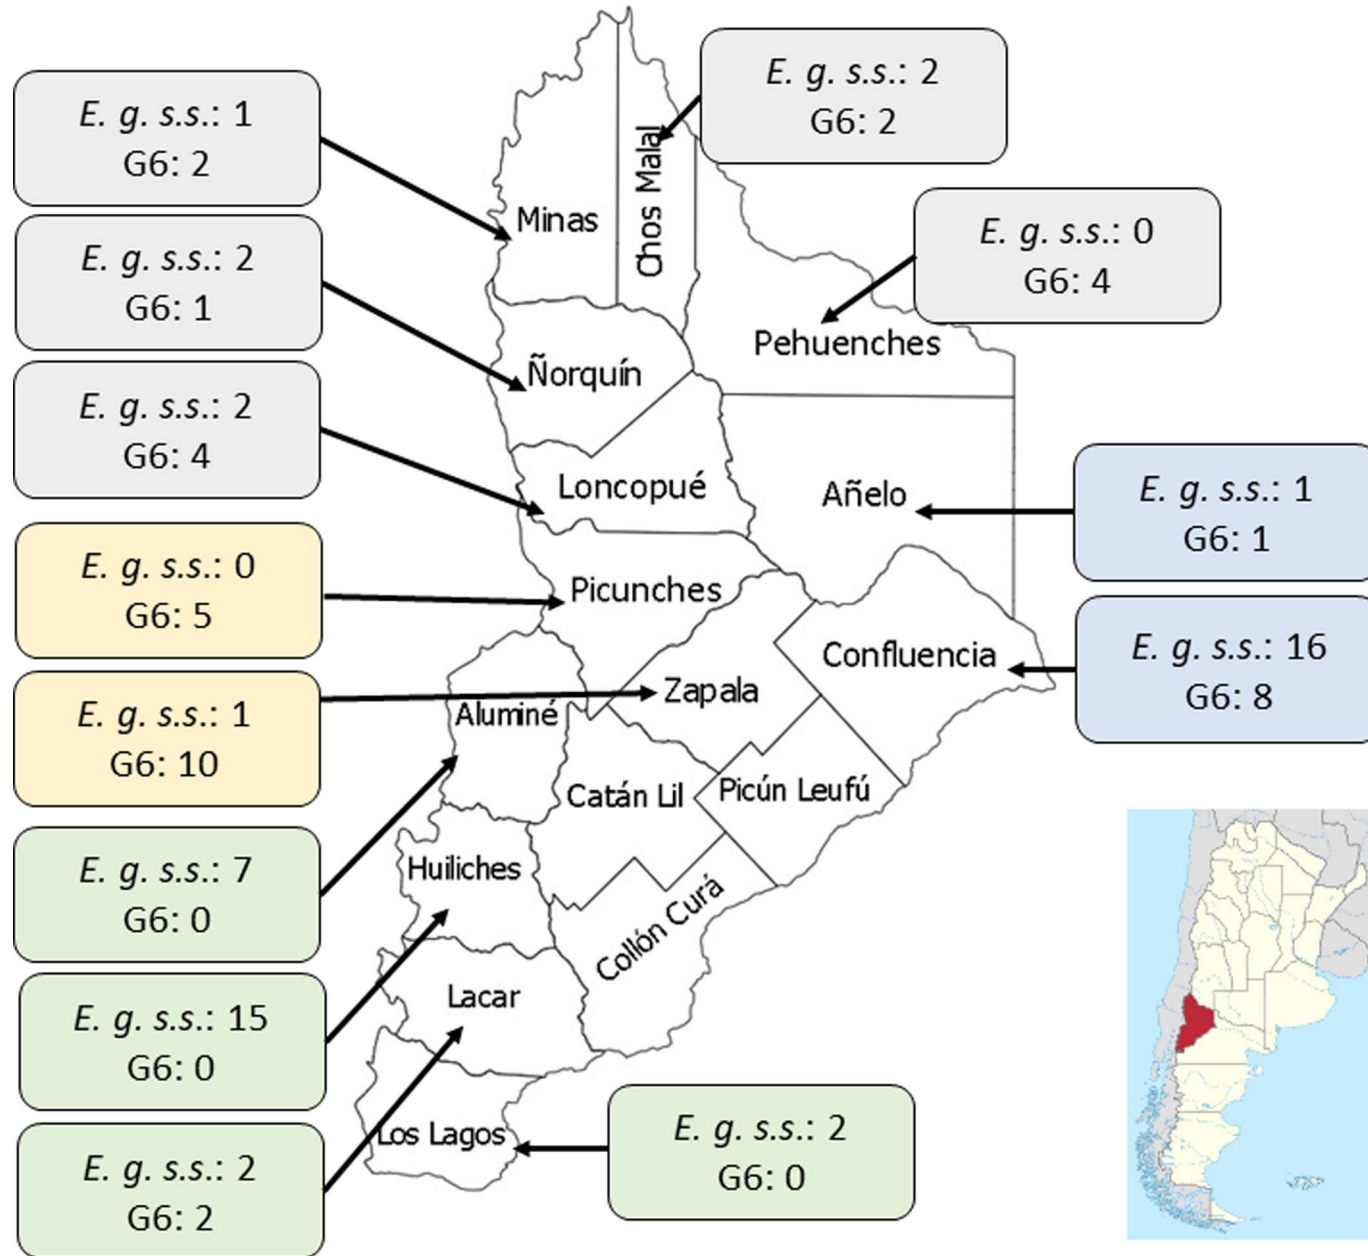 E. g. s.s.: 1
G6: 2
E. g. s.s.: 2
G6: 2
Minas
Chos Malal
E. g. s.s.: 2
G6: 1
E. g. s.s.: 0
G6: 4
Pehuenches
Ñorquín
E. g. s.s.: 2
G6: 4
Loncopué
Añelo
E. g. s.s.: 1
G6: 1
E. g. s.s.: 0
G6: 5
Picunches
Confluencia
E. g. s.s.: 16
G6: 8
E. g. s.s.: 1
G6: 10
Aluminé
Zapala
Catán Lil
Picún Leufú
E. g. s.s.: 7
G6: 0
Huiliches
Collón Curá
E. g. s.s.: 15
G6: 0
Lacar
E. g. s.s.: 2
G6: 2
Los Lagos
E. g. s.s.: 2
G6: 0